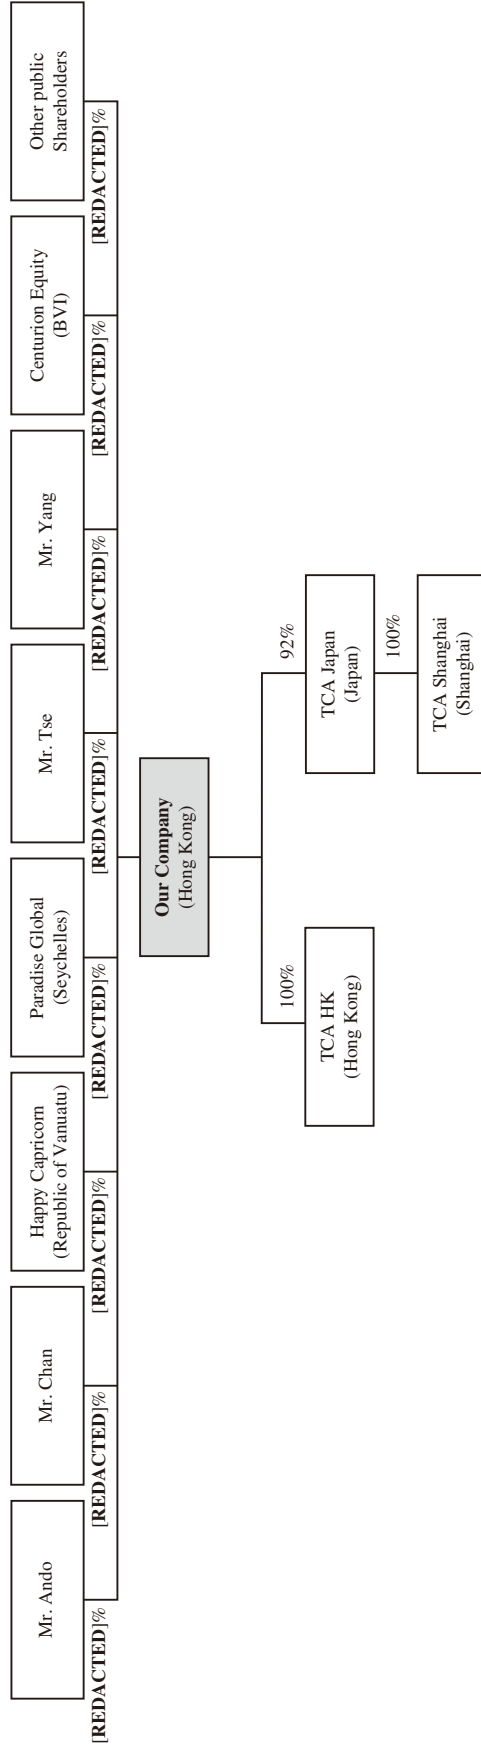 Mr. Ando
Mr. Chan
Happy Capricorn
(Republic of Vanuatu)
Paradise Global
(Seychelles)
Mr. Tse
Mr. Yang
Centurion Equity
(BVI)
Other public
Shareholders
[REDACTED]%
[REDACTED]%
[REDACTED]%
[REDACTED]%
[REDACTED]%
[REDACTED]%
[REDACTED]%
[REDACTED]%
Our Company
(Hong Kong)
100%
92%
TCA HK
(Hong Kong)
TCA Japan
(Japan)
100%
TCA Shanghai
(Shanghai)